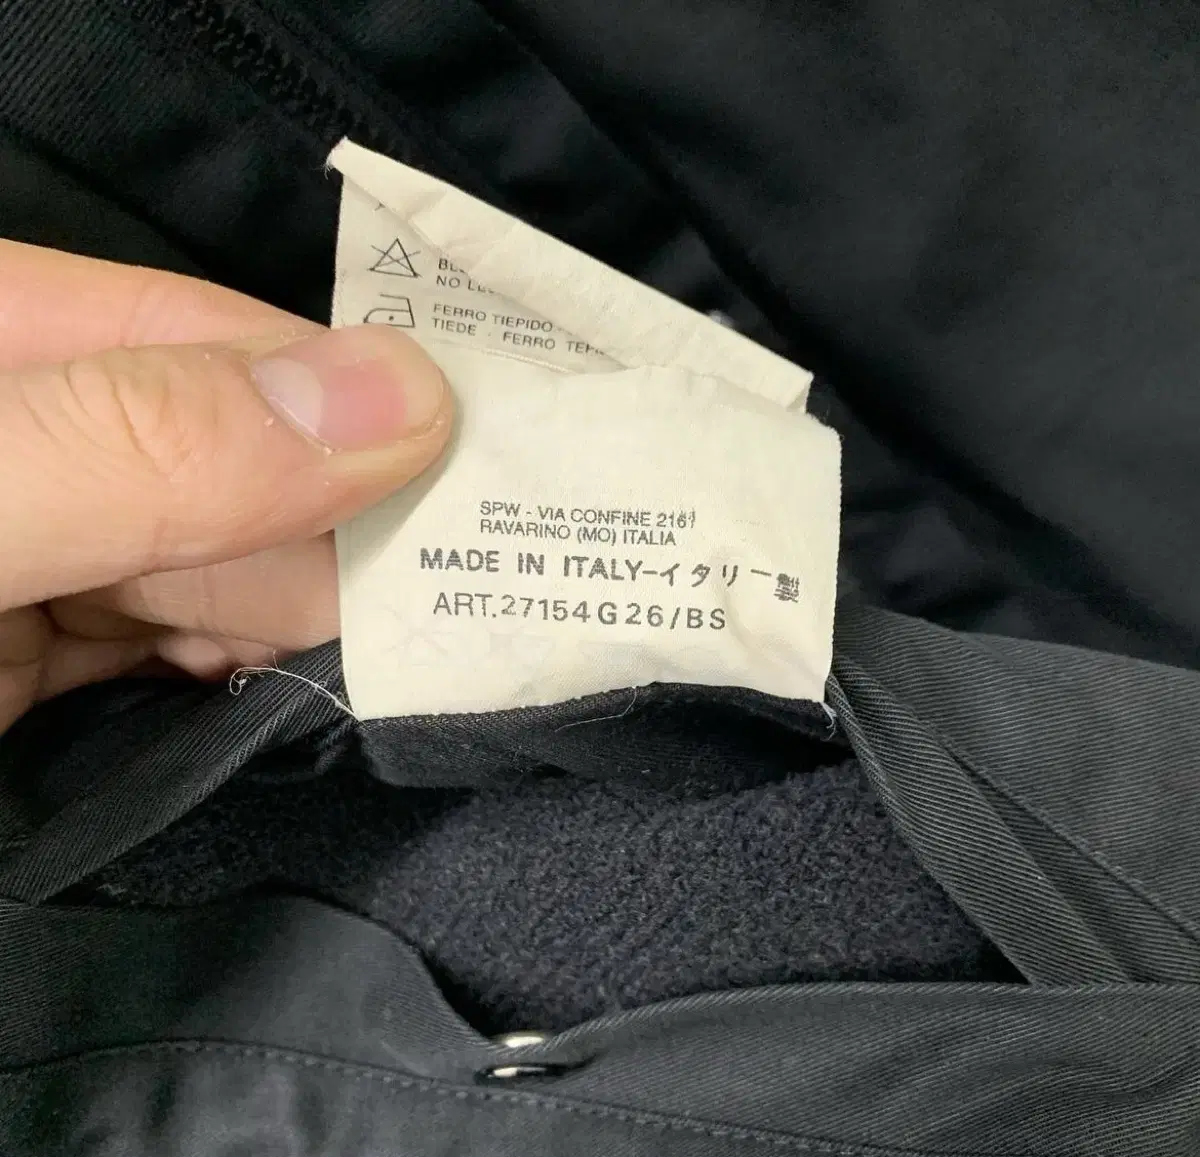 NO
FERRO TIEPIDO -
TIEDE - FERRO
SPW - VIA CONFINE 2161
RAVARINO (MO) ITALIA
MADE IN ITALY-イタリー製
ART.27154G26/BS